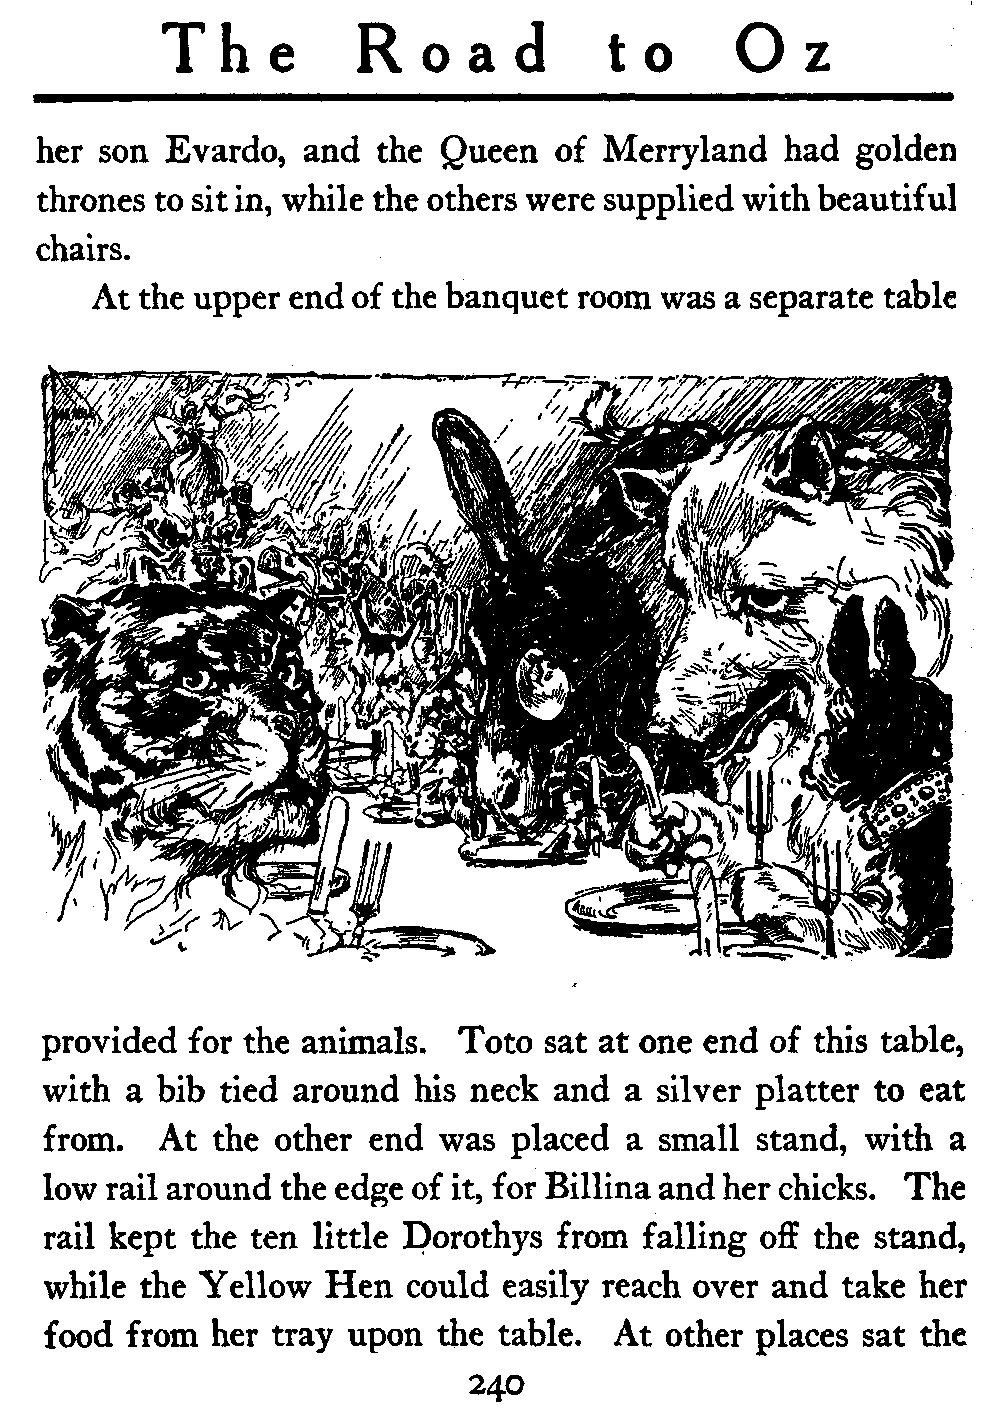 The Road to Oz
her son Evardo, and the Queen of Merryland had golden
thrones to sit in, while the others were supplied with beautiful
chairs.
At the upper end of the banquet room was a separate table
provided for the animals. Toto sat at one end of this table,
with a bib tied around his neck and a silver platter to eat
from. At the other end was placed a small stand, with a
low rail around the edge of it, for Billina and her chicks. The
rail kept the ten little Dorothys from falling off the stand,
while the Yellow Hen could easily reach over and take her
food from her tray upon the table. At other places sat the
240